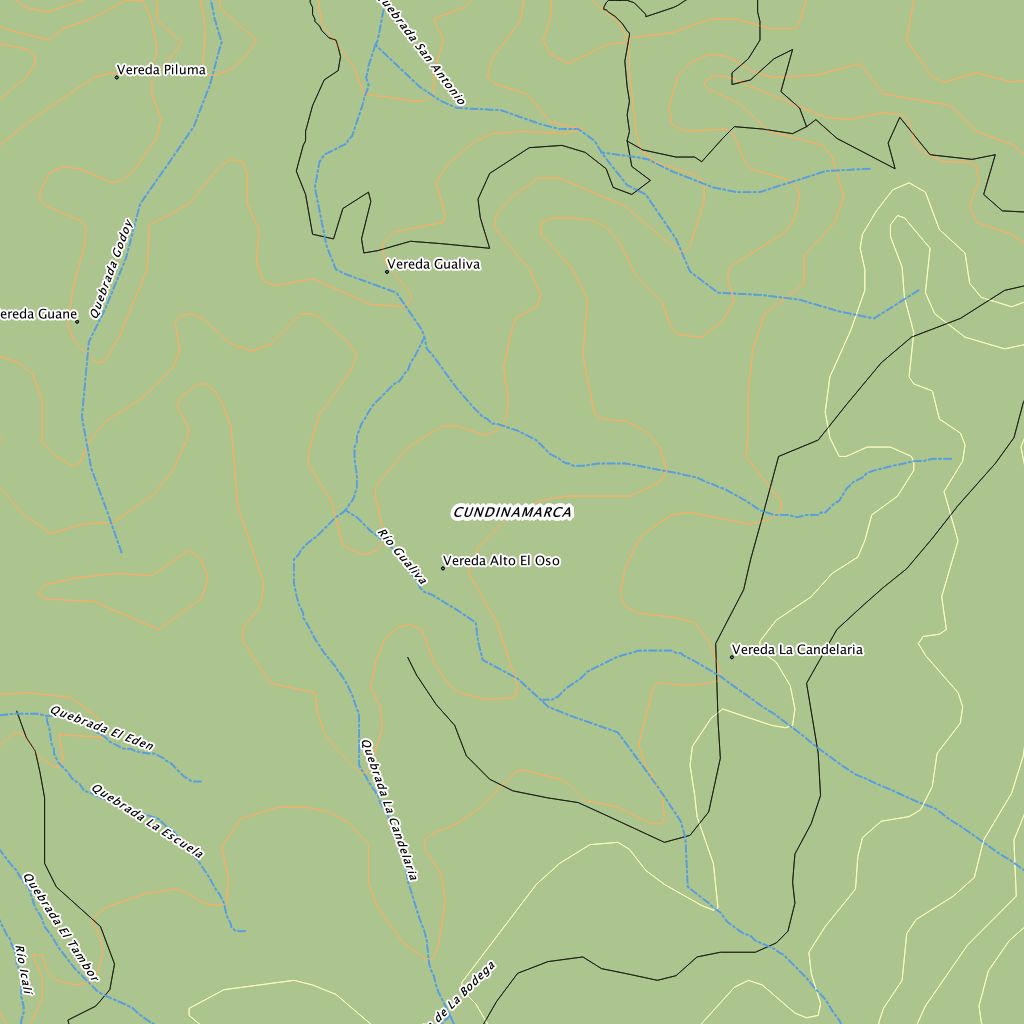 Quebrada San Antonio
Vereda Piluma
Quebrada Godoy
Vereda Gualiva
ereda Guane
CUNDINAMARCA
Río Gualiva
Vereda Alto El Oso
Vereda La Candelaria
Quebrada El Eden
Quebrada La Candelaria
Quebrada La Escuela
Quebrada El Tambor
Río Icalí
de La Bodega